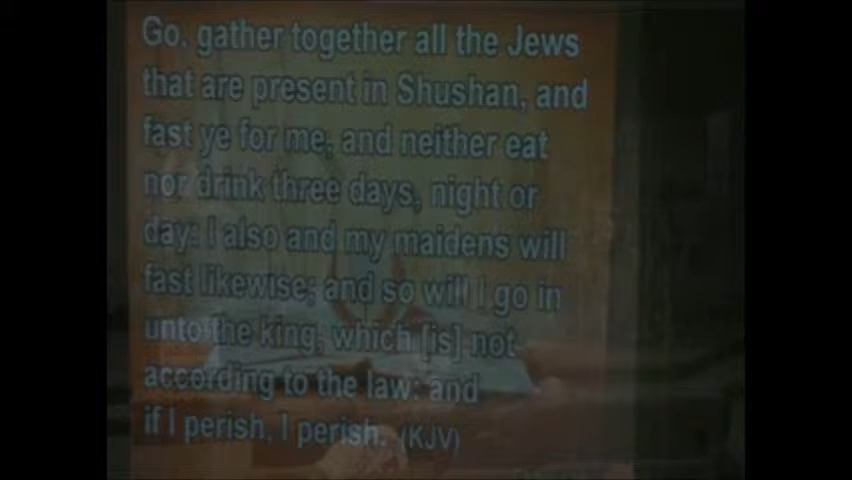 Go, gather together all the Jews
that are present in Shushan, and
fast ye for me, and neither eat
nor drink three days, night or
day: I also and my maidens will
fast likewise; and so will I go in
unto the king, which [is] not
according to the law: and
if I perish, I perish. (KJV)